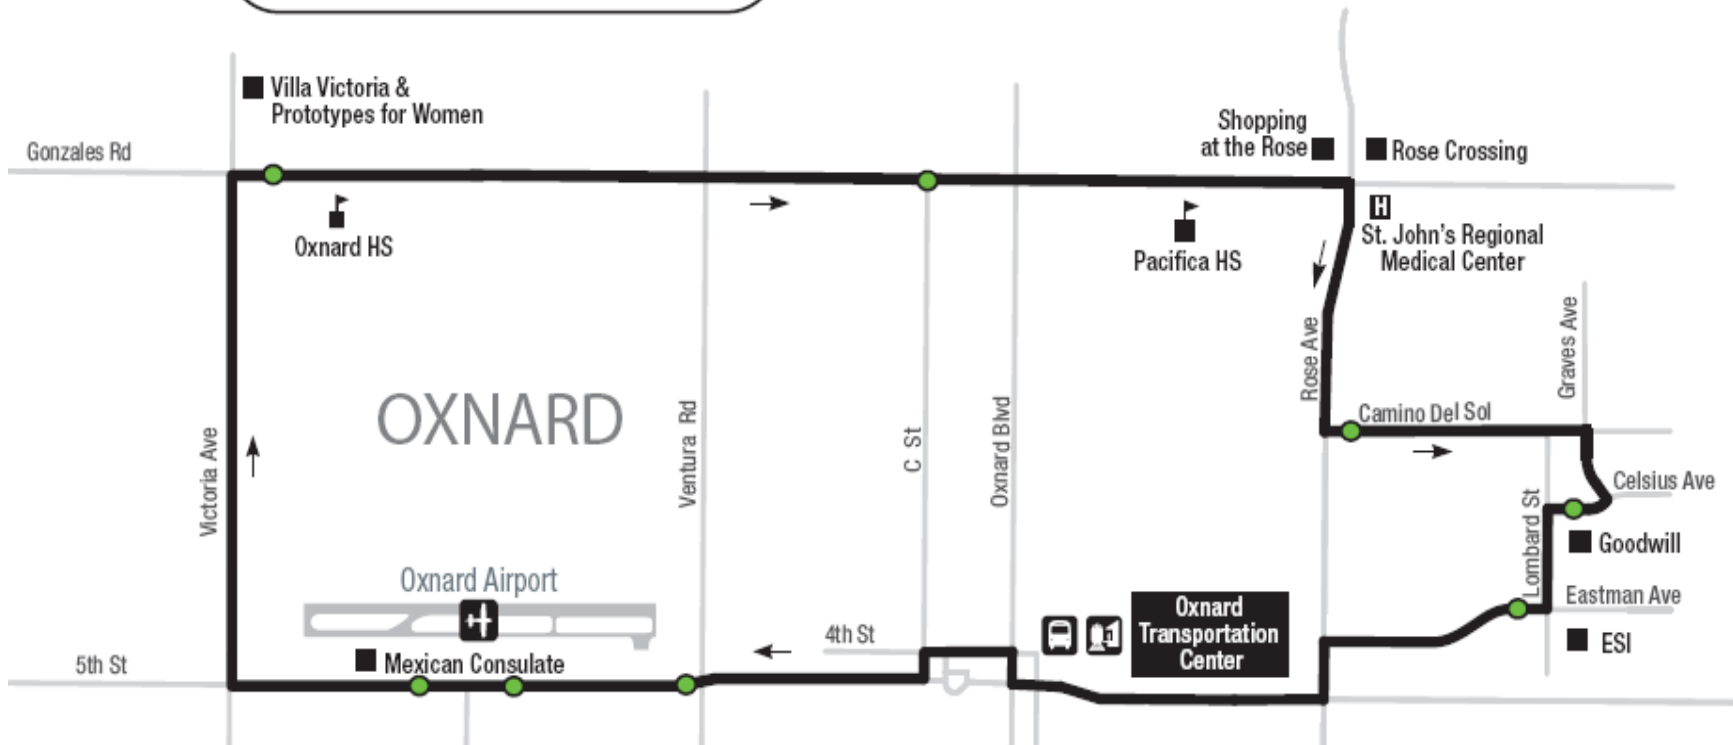 Villa Victoria &
Prototypes for Women
Gonzales Rd
Shopping
at the Rose
Rose Crossing
Oxnard HS
Pacifica HS
H
St. John's Regional
Medical Center
Graves Ave
Rose Ave
OXNARD
Camino Del Sol
Victoria Ave
Ventura Rd
C St
Oxnard Blvd
Celsius Ave
Lombard St
Goodwill
Oxnard Airport
Eastman Ave
Oxnard
Transportation
Center
4th St
ESI
5th St
Mexican Consulate